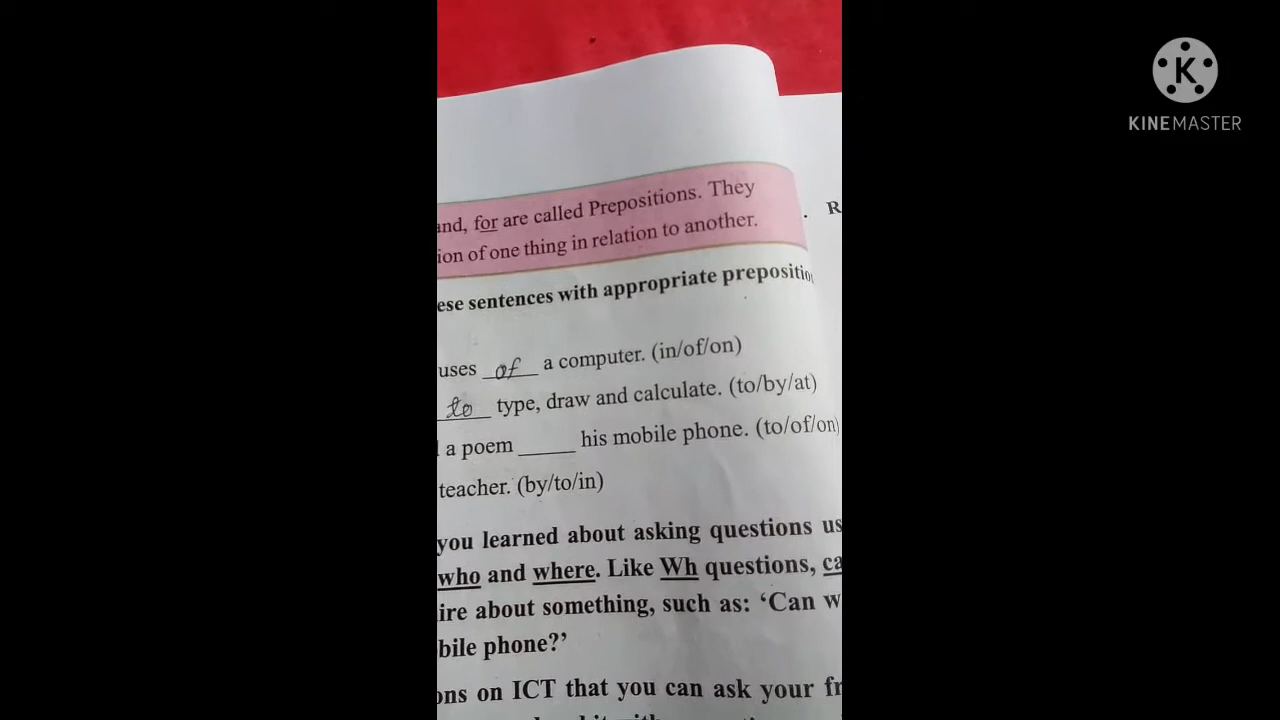 and, for are called Prepositions. They
ion of one thing in relation to another.
. R
ese sentences with appropriate prepositio
uses of a computer. (in/of/on)
to type, draw and calculate. (to/by/at)
a poem _____ his mobile phone. (to/of/on)
teacher. (by/to/in)
you learned about asking questions us
who and where. Like Wh questions, ca
ire about something, such as: ‘Can w
bile phone?’
ons on ICT that you can ask your fr
K
KINEMASTER